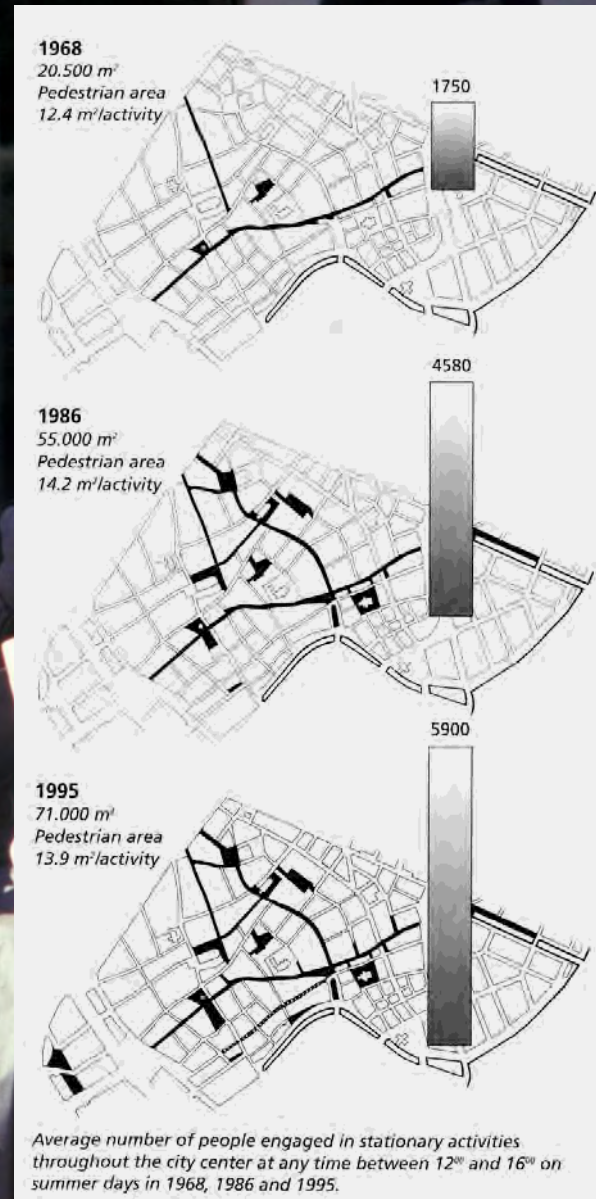 1968
20.500 m²
Pedestrian area
12.4 m²/activity
1750
1986
55.000 m²
Pedestrian area
14.2 m²/activity
4580
1995
71.000 m²
Pedestrian area
13.9 m²/activity
5900
Average number of people engaged in stationary activities
throughout the city center at any time between 12⁰⁰ and 16⁰⁰ on
summer days in 1968, 1986 and 1995.